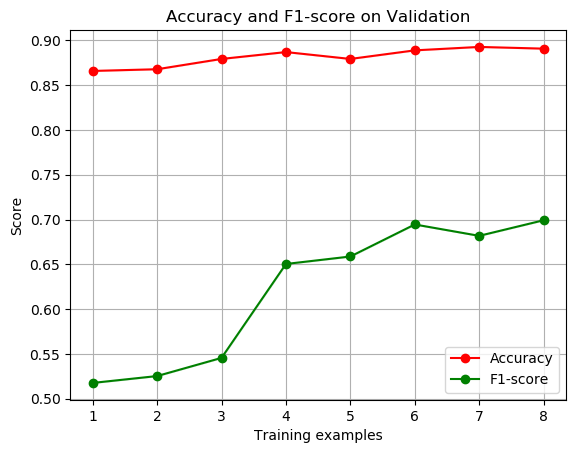 Accuracy and F1-score on Validation
0.90
0.85
0.80
0.75
0.70
0.65
0.60
0.55
0.50
Score
1 2 3 4 5 6 7 8
Training examples
Accuracy
F1-score